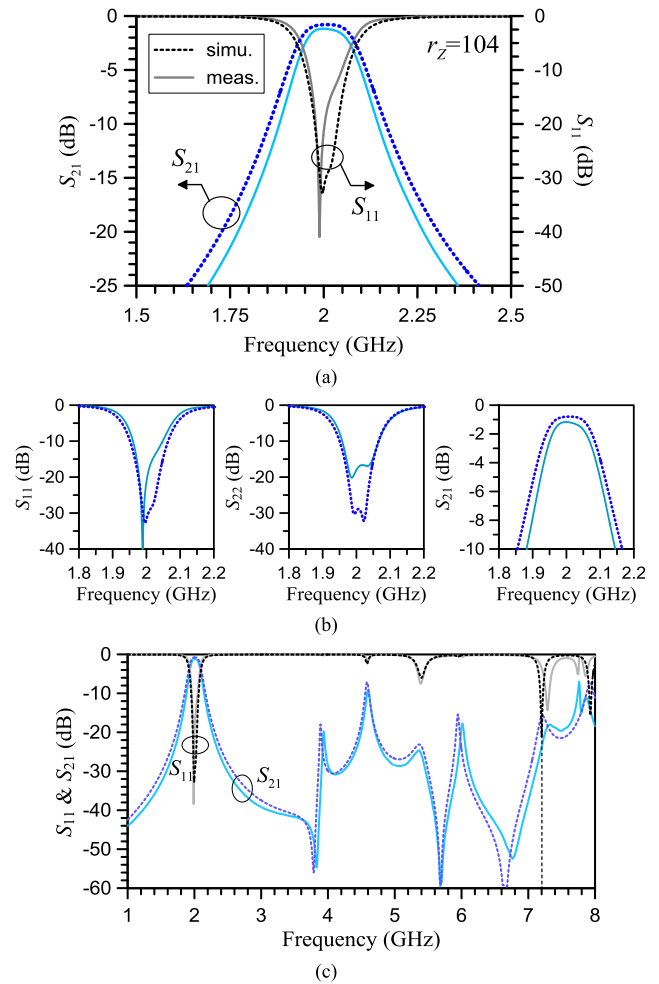 0 0
simu.
meas.
r_Z=104
-5 -10
-10 -20
-15 -30
-20 -40
-25 -50
S21 (dB)
S11 (dB)
S21
S11
1.5 1.75 2 2.25 2.5
Frequency (GHz)
(a)
0
-10
-20
-30
-40
S11 (dB)
1.8 1.9 2 2.1 2.2
Frequency (GHz)
0
-10
-20
-30
-40
S22 (dB)
1.8 1.9 2 2.1 2.2
Frequency (GHz)
0
-2
-4
-6
-8
-10
S21 (dB)
1.8 1.9 2 2.1 2.2
Frequency (GHz)
(b)
0
-10
-20
-30
-40
-50
-60
S11 & S21 (dB)
S11
S21
1 2 3 4 5 6 7 8
Frequency (GHz)
(c)